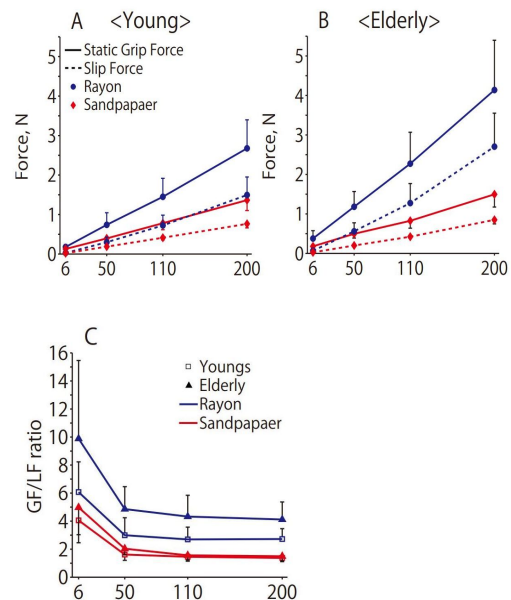 A <Young>
Force, N
5
4
3
2
1
0
Static Grip Force
Slip Force
Rayon
Sandpapaer
6 50 110 200
B <Elderly>
Force, N
5
4
3
2
1
0
6 50 110 200
C
GF/LF ratio
16
14
12
10
8
6
4
2
0
Youngs
Elderly
Rayon
Sandpapaer
6 50 110 200